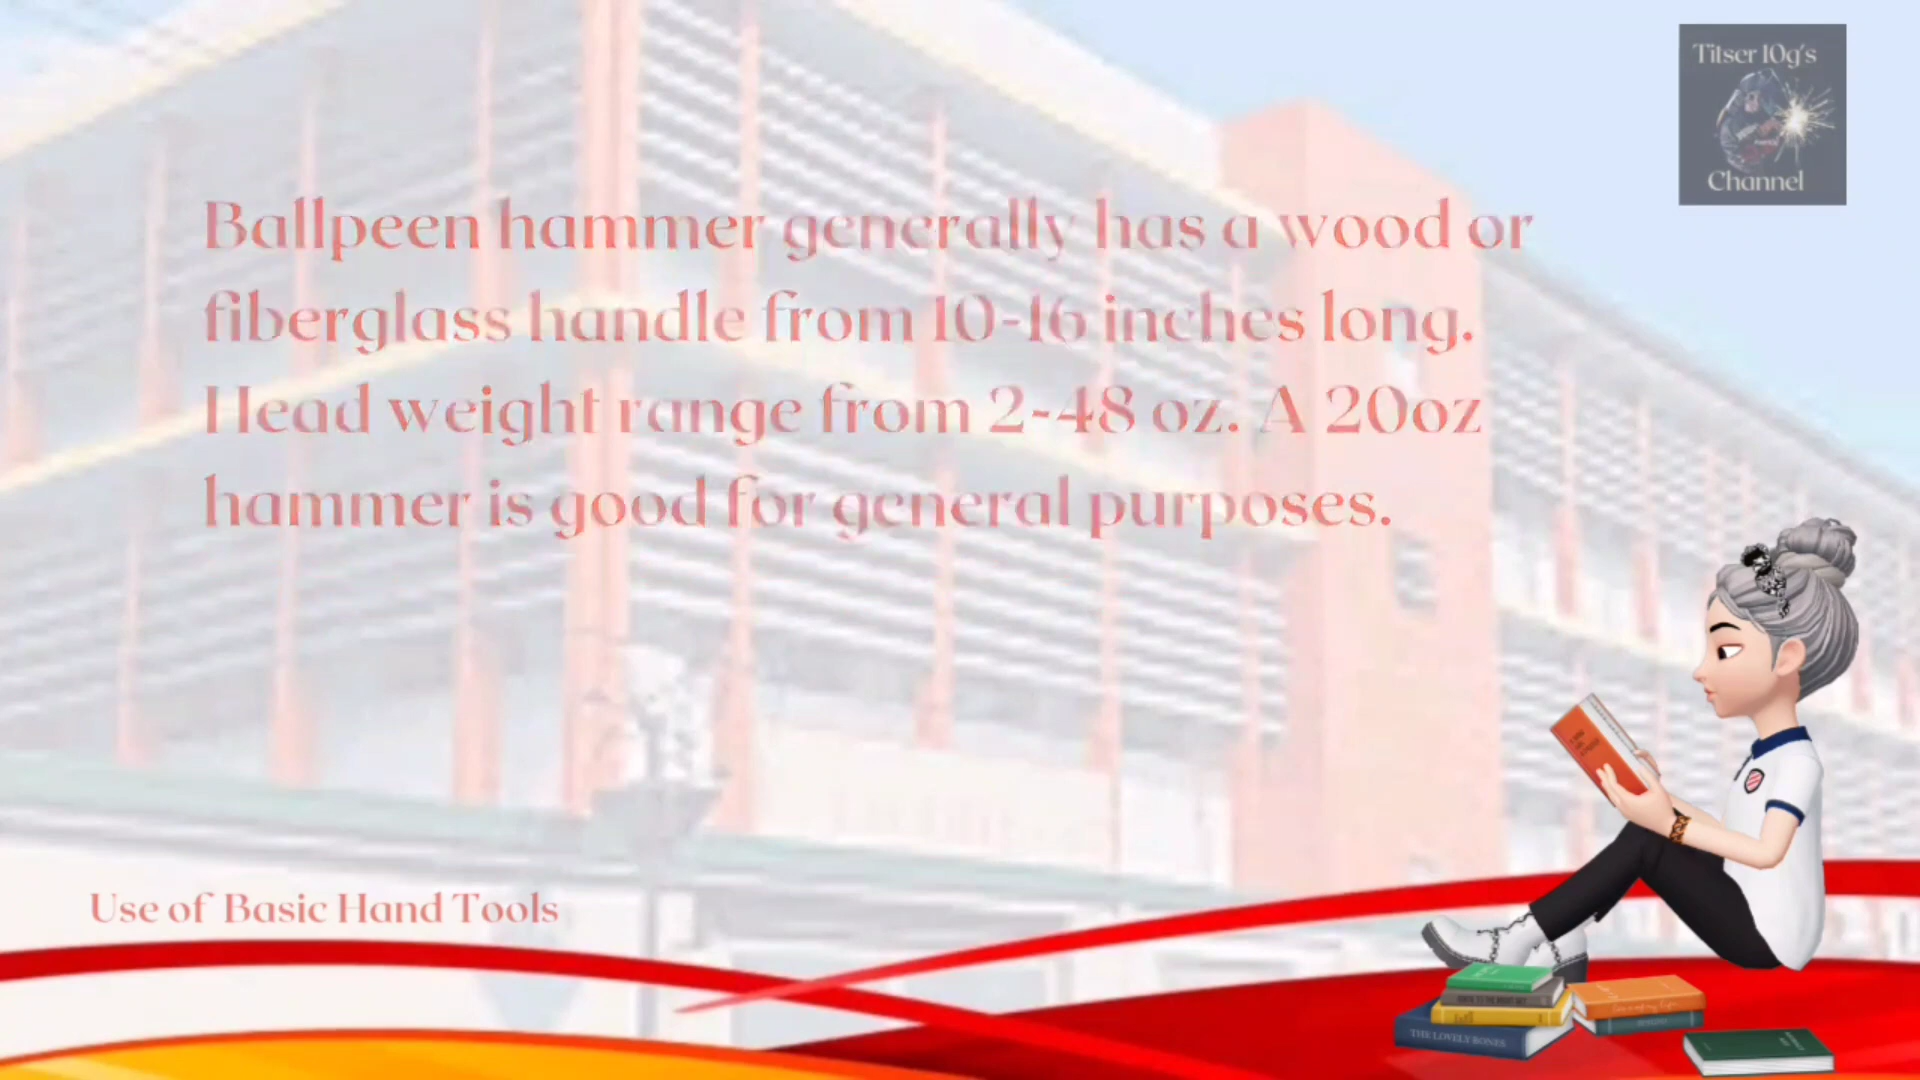 Titser 10g's
Channel
Ballpeen hammer generally has a wood or
fiberglass handle from 10-16 inches long.
Head weight range from 2-48 oz. A 20oz
hammer is good for general purposes.
Use of Basic Hand Tools
THE LOVELY BONES